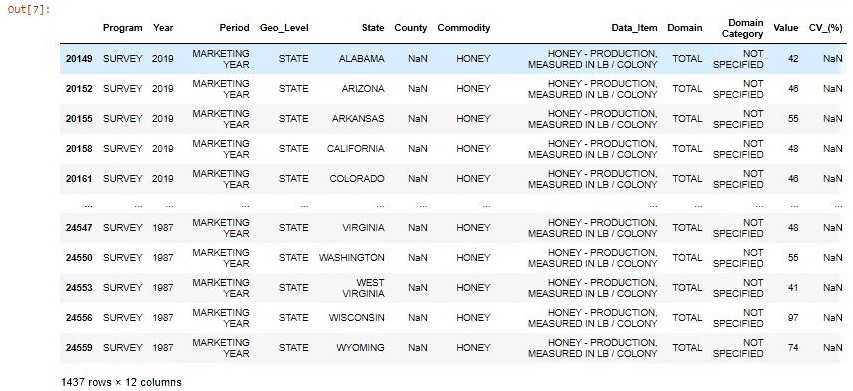 Out[7]:
Program Year Period Geo_Level State County Commodity Data_Item Domain Domain Category Value CV_(%)
20149 SURVEY 2019 MARKETING YEAR STATE ALABAMA NaN HONEY HONEY - PRODUCTION, MEASURED IN LB / COLONY TOTAL NOT SPECIFIED 42 NaN
20152 SURVEY 2019 MARKETING YEAR STATE ARIZONA NaN HONEY HONEY - PRODUCTION, MEASURED IN LB / COLONY TOTAL NOT SPECIFIED 46 NaN
20155 SURVEY 2019 MARKETING YEAR STATE ARKANSAS NaN HONEY HONEY - PRODUCTION, MEASURED IN LB / COLONY TOTAL NOT SPECIFIED 55 NaN
20158 SURVEY 2019 MARKETING YEAR STATE CALIFORNIA NaN HONEY HONEY - PRODUCTION, MEASURED IN LB / COLONY TOTAL NOT SPECIFIED 48 NaN
20161 SURVEY 2019 MARKETING YEAR STATE COLORADO NaN HONEY HONEY - PRODUCTION, MEASURED IN LB / COLONY TOTAL NOT SPECIFIED 46 NaN
... ... ... ... ... ... ... ... ... ... ... ... ...
24547 SURVEY 1987 MARKETING YEAR STATE VIRGINIA NaN HONEY HONEY - PRODUCTION, MEASURED IN LB / COLONY TOTAL NOT SPECIFIED 48 NaN
24550 SURVEY 1987 MARKETING YEAR STATE WASHINGTON NaN HONEY HONEY - PRODUCTION, MEASURED IN LB / COLONY TOTAL NOT SPECIFIED 55 NaN
24553 SURVEY 1987 MARKETING YEAR STATE WEST VIRGINIA NaN HONEY HONEY - PRODUCTION, MEASURED IN LB / COLONY TOTAL NOT SPECIFIED 41 NaN
24556 SURVEY 1987 MARKETING YEAR STATE WISCONSIN NaN HONEY HONEY - PRODUCTION, MEASURED IN LB / COLONY TOTAL NOT SPECIFIED 97 NaN
24559 SURVEY 1987 MARKETING YEAR STATE WYOMING NaN HONEY HONEY - PRODUCTION, MEASURED IN LB / COLONY TOTAL NOT SPECIFIED 74 NaN
1437 rows × 12 columns